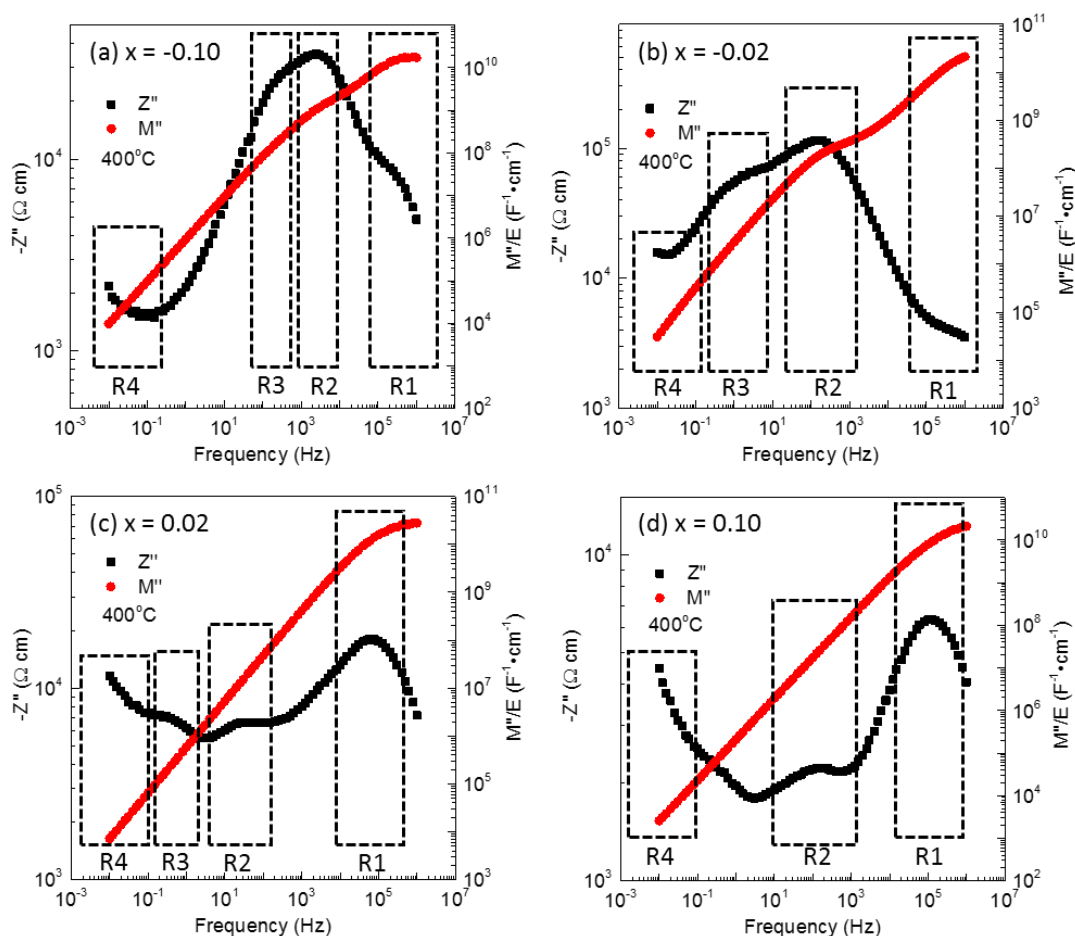 (a) x = -0.10
Z"
M"
400°C
-Z" (Ω cm)
10⁴
10³
M"/E (F⁻¹•cm⁻¹)
10¹⁰
10⁸
10⁶
10⁴
10²
R4
R3
R2
R1
10⁻³ 10⁻¹ 10¹ 10³ 10⁵ 10⁷
Frequency (Hz)
(b) x = -0.02
Z"
M"
400°C
-Z" (Ω cm)
10⁶
10⁵
10⁴
10³
M"/E (F⁻¹•cm⁻¹)
10¹¹
10⁹
10⁷
10⁵
10³
R4
R3
R2
R1
10⁻³ 10⁻¹ 10¹ 10³ 10⁵ 10⁷
Frequency (Hz)
(c) x = 0.02
Z''
M''
400°C
-Z" (Ω cm)
10⁵
10⁴
10³
M"/E (F⁻¹•cm⁻¹)
10¹¹
10⁹
10⁷
10⁵
10³
R4
R3
R2
R1
10⁻³ 10⁻¹ 10¹ 10³ 10⁵ 10⁷
Frequency (Hz)
(d) x = 0.10
Z"
M"
400°C
-Z" (Ω cm)
10⁴
10³
M"/E (F⁻¹•cm⁻¹)
10¹⁰
10⁸
10⁶
10⁴
10²
R4
R2
R1
10⁻³ 10⁻¹ 10¹ 10³ 10⁵ 10⁷
Frequency (Hz)